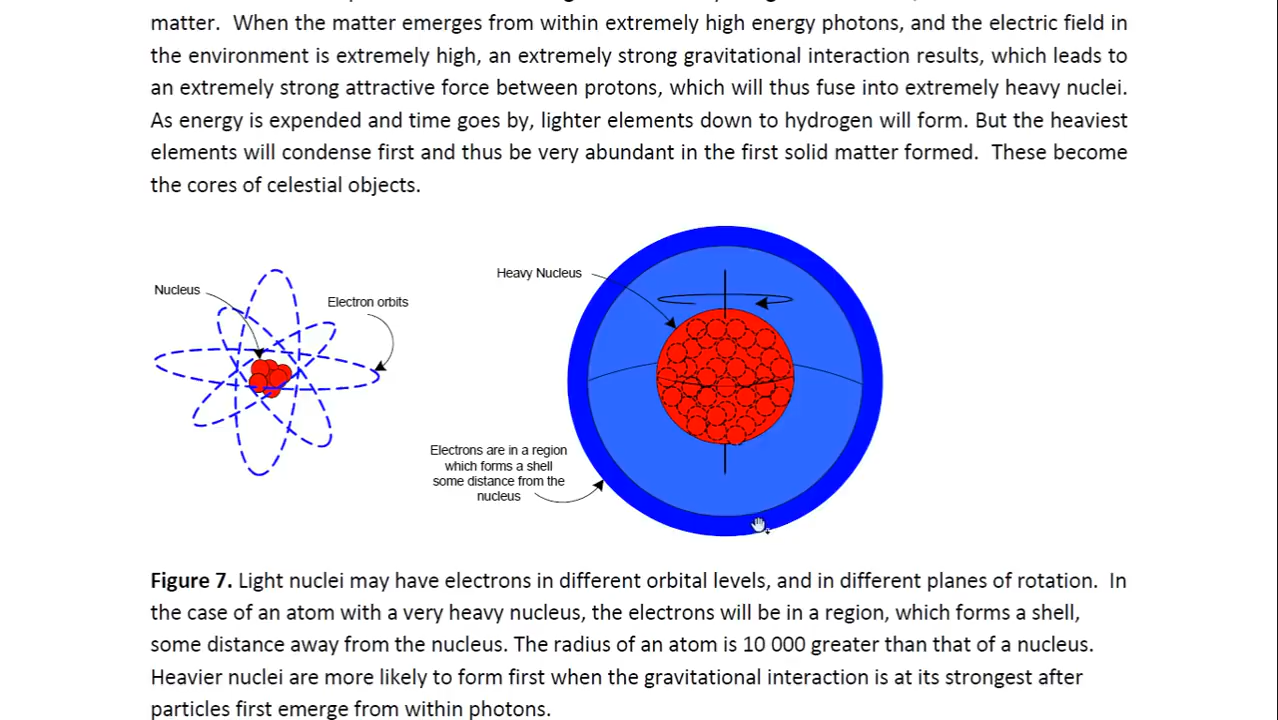 matter.  When the matter emerges from within extremely high energy photons, and the electric field in
the environment is extremely high, an extremely strong gravitational interaction results, which leads to
an extremely strong attractive force between protons, which will thus fuse into extremely heavy nuclei.
As energy is expended and time goes by, lighter elements down to hydrogen will form. But the heaviest
elements will condense first and thus be very abundant in the first solid matter formed.  These become
the cores of celestial objects.
Nucleus
Electron orbits
Heavy Nucleus
Electrons are in a region
which forms a shell
some distance from the
nucleus
Figure 7. Light nuclei may have electrons in different orbital levels, and in different planes of rotation.  In
the case of an atom with a very heavy nucleus, the electrons will be in a region, which forms a shell,
some distance away from the nucleus. The radius of an atom is 10 000 greater than that of a nucleus.
Heavier nuclei are more likely to form first when the gravitational interaction is at its strongest after
particles first emerge from within photons.